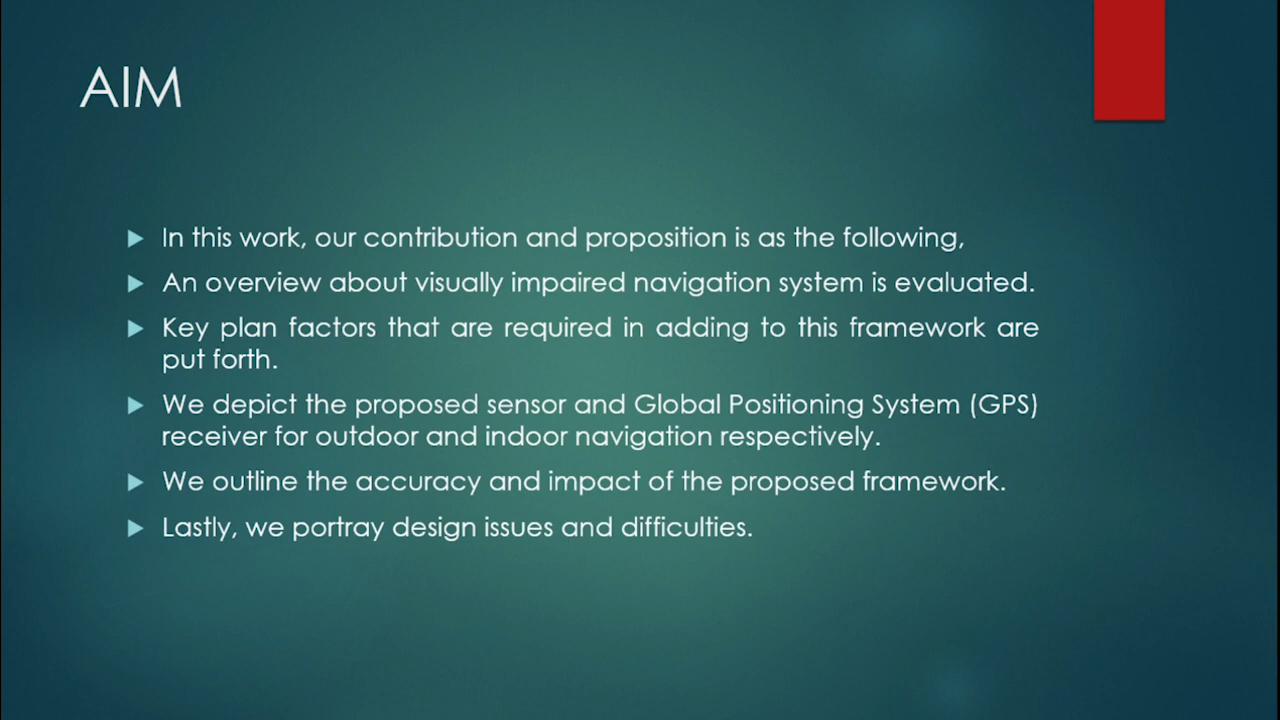 AIM
In this work, our contribution and proposition is as the following,
An overview about visually impaired navigation system is evaluated.
Key plan factors that are required in adding to this framework are
put forth.
We depict the proposed sensor and Global Positioning System (GPS)
receiver for outdoor and indoor navigation respectively.
We outline the accuracy and impact of the proposed framework.
Lastly, we portray design issues and difficulties.